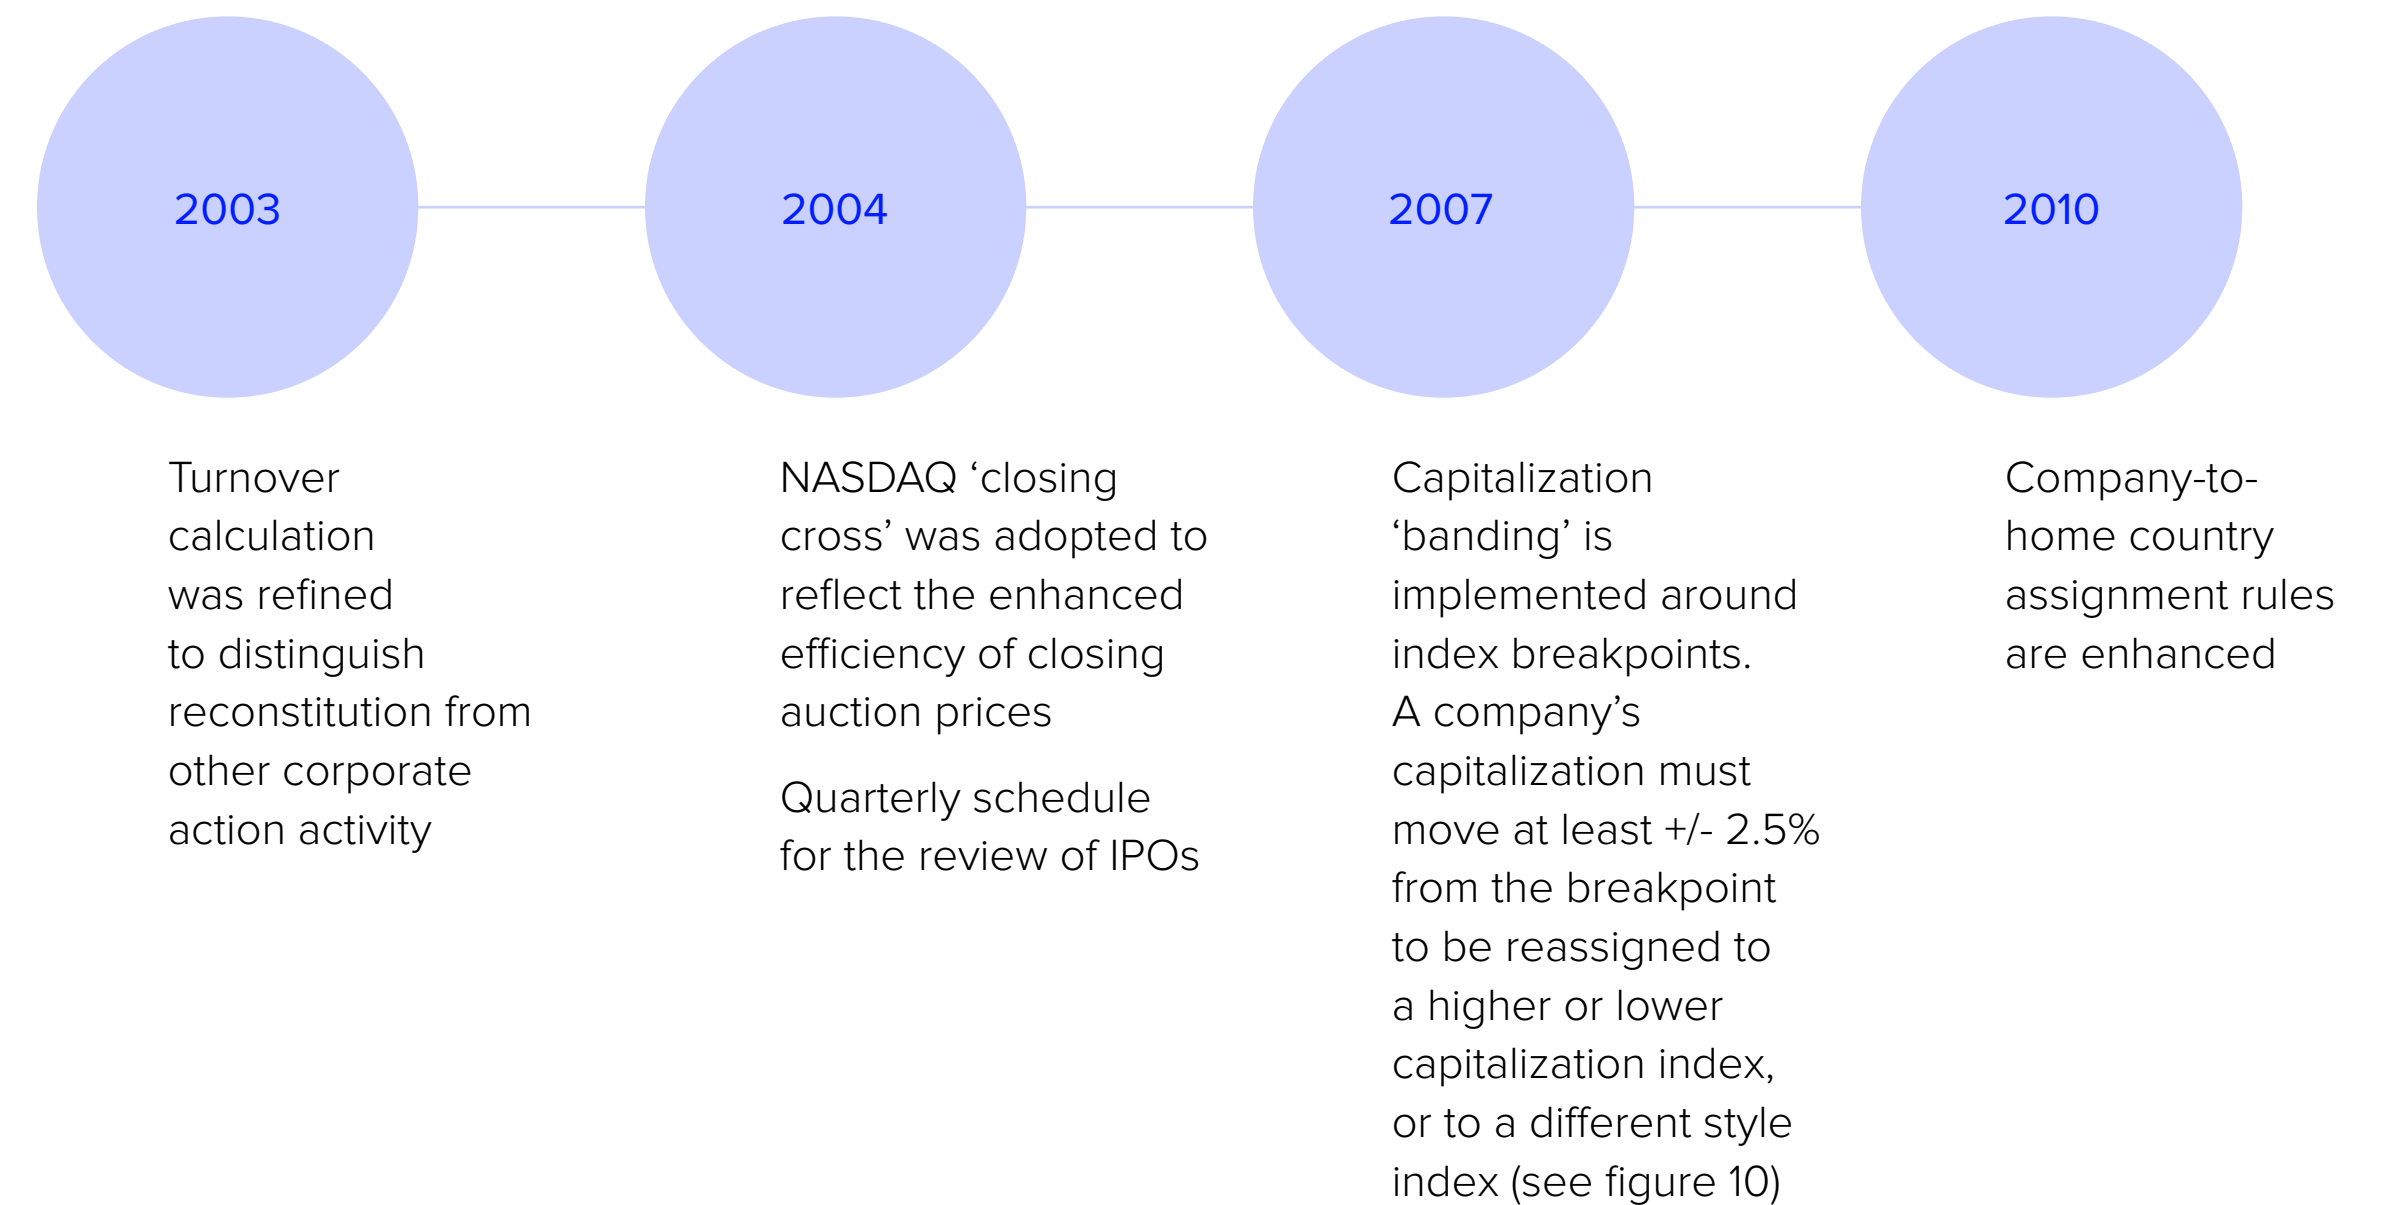 2003
Turnover
calculation
was refined
to distinguish
reconstitution from
other corporate
action activity
2004
NASDAQ ‘closing
cross’ was adopted to
reflect the enhanced
efficiency of closing
auction prices
Quarterly schedule
for the review of IPOs
2007
Capitalization
‘banding’ is
implemented around
index breakpoints.
A company’s
capitalization must
move at least +/- 2.5%
from the breakpoint
to be reassigned to
a higher or lower
capitalization index,
or to a different style
index (see figure 10)
2010
Company-to-
home country
assignment rules
are enhanced